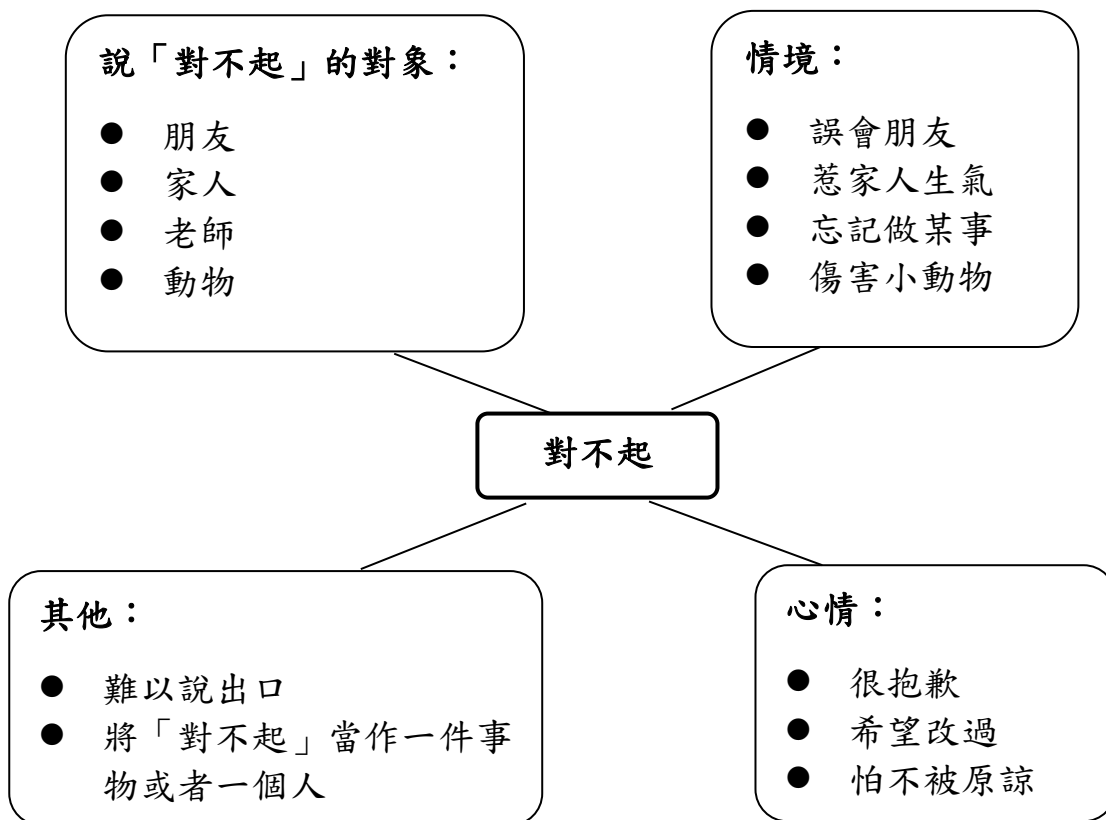 說「對不起」的對象：
● 朋友
● 家人
● 老師
● 動物
情境：
● 誤會朋友
● 惹家人生氣
● 忘記做某事
● 傷害小動物
對不起
其他：
● 難以說出口
● 將「對不起」當作一件事
物或者一個人
心情：
● 很抱歉
● 希望改過
● 怕不被原諒